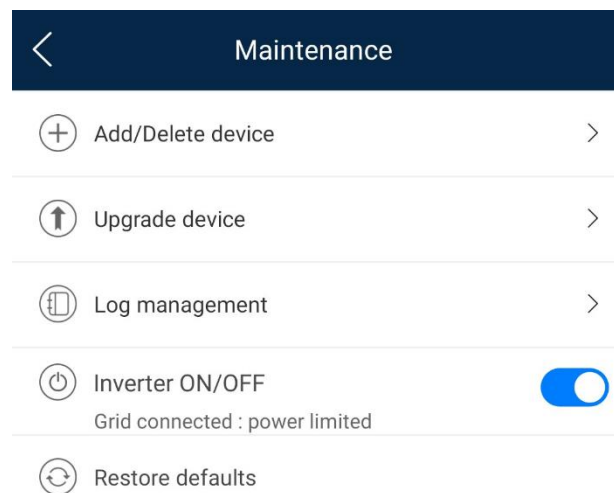 Maintenance
Add/Delete device
Upgrade device
Log management
Inverter ON/OFF
Grid connected : power limited
Restore defaults